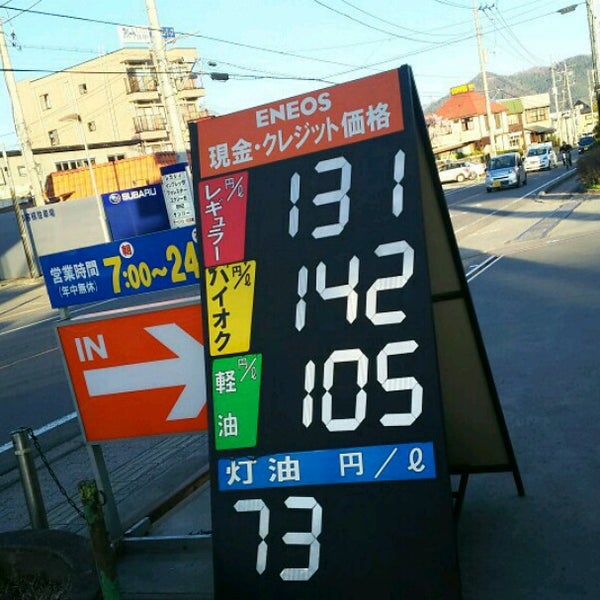 ENEOS
現金・クレジット価格
レギュラー 円/ℓ 131
ハイオク 円/ℓ 142
軽油 円/ℓ 105
灯油 円/ℓ
73
SUBARU
営業時間
(年中無休)
朝
7:00~24
IN